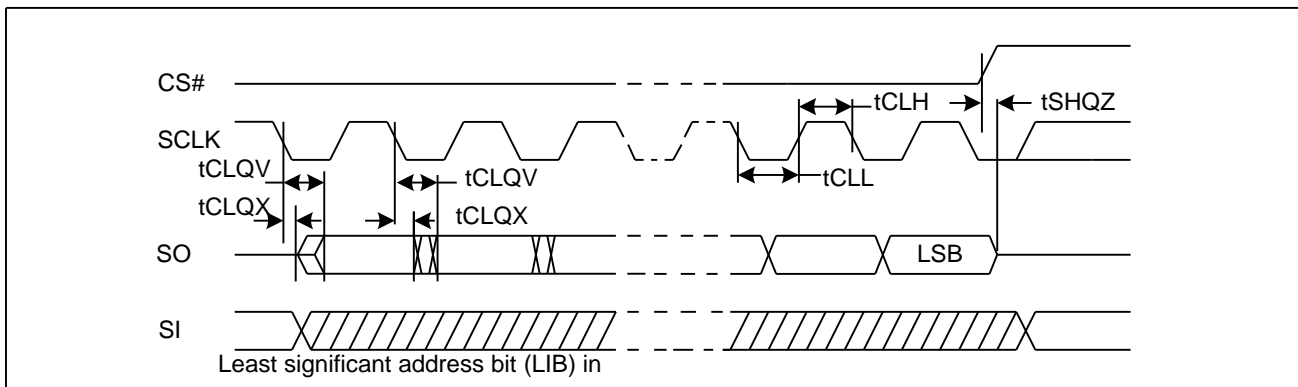 CS#
tCLH
tSHQZ
SCLK
tCLQV
tCLQV
tCLL
tCLQX
tCLQX
SO
LSB
SI
Least significant address bit (LIB) in